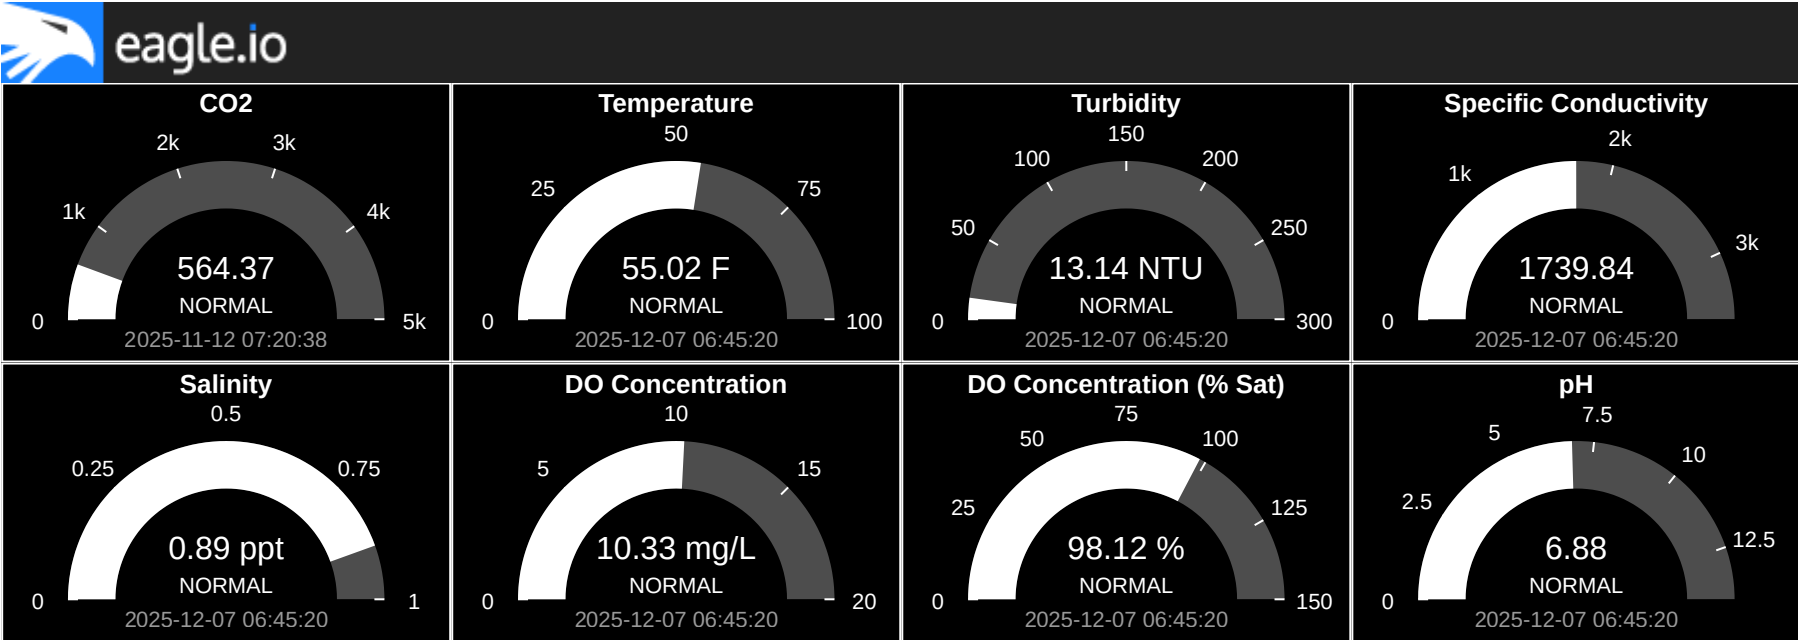 eagle.io
CO2
0
1k
2k
3k
4k
5k
564.37
NORMAL
2025-11-12 07:20:38
Temperature
0
25
50
75
100
55.02 F
NORMAL
2025-12-07 06:45:20
Turbidity
0
50
100
150
200
250
300
13.14 NTU
NORMAL
2025-12-07 06:45:20
Specific Conductivity
0
1k
2k
3k
1739.84
NORMAL
2025-12-07 06:45:20
Salinity
0
0.25
0.5
0.75
1
0.89 ppt
NORMAL
2025-12-07 06:45:20
DO Concentration
0
5
10
15
20
10.33 mg/L
NORMAL
2025-12-07 06:45:20
DO Concentration (% Sat)
0
25
50
75
100
125
150
98.12 %
NORMAL
2025-12-07 06:45:20
pH
0
2.5
5
7.5
10
12.5
6.88
NORMAL
2025-12-07 06:45:20